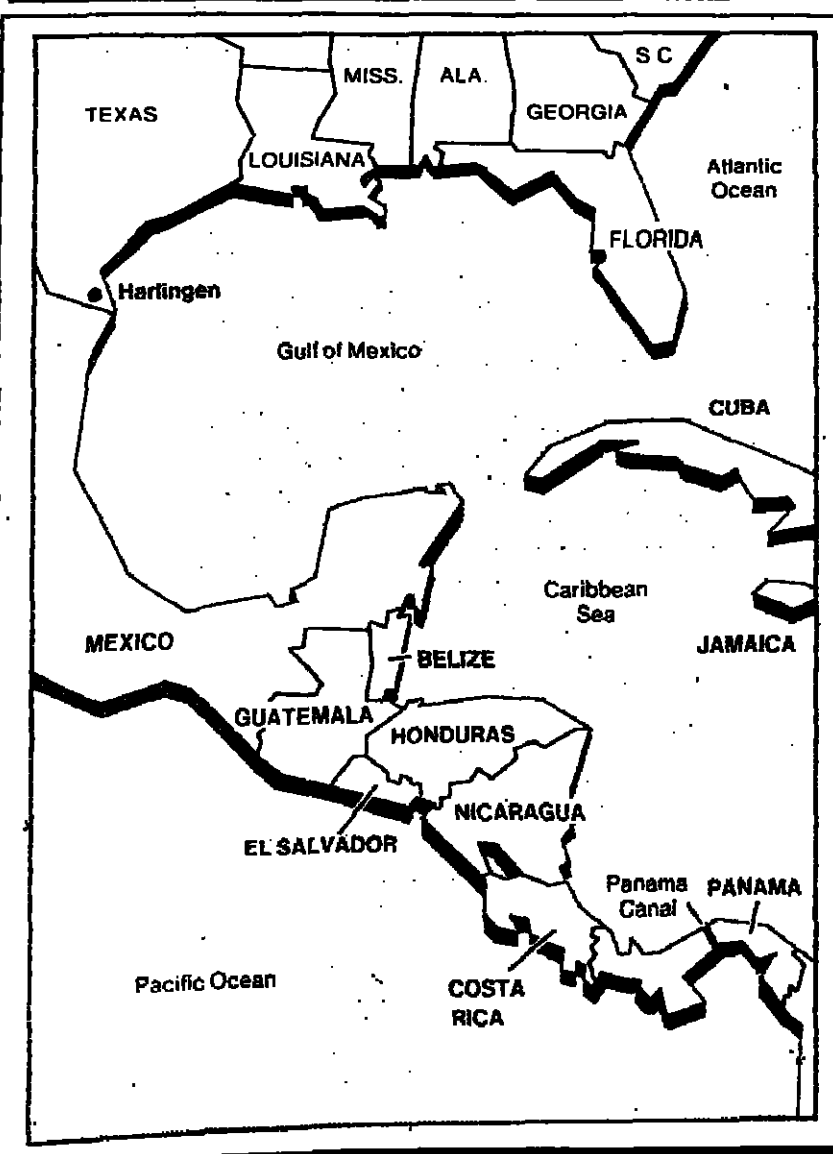 S C
MISS.
ALA.
TEXAS
GEORGIA
LOUISIANA
Atlantic
Ocean
FLORIDA
Harlingen
Gulf of Mexico
CUBA
Caribbean
Sea
MEXICO
BELIZE
JAMAICA
GUATEMALA
HONDURAS
NICARAGUA
EL SALVADOR
Panama
Canal
PANAMA
Pacific Ocean
COSTA
RICA